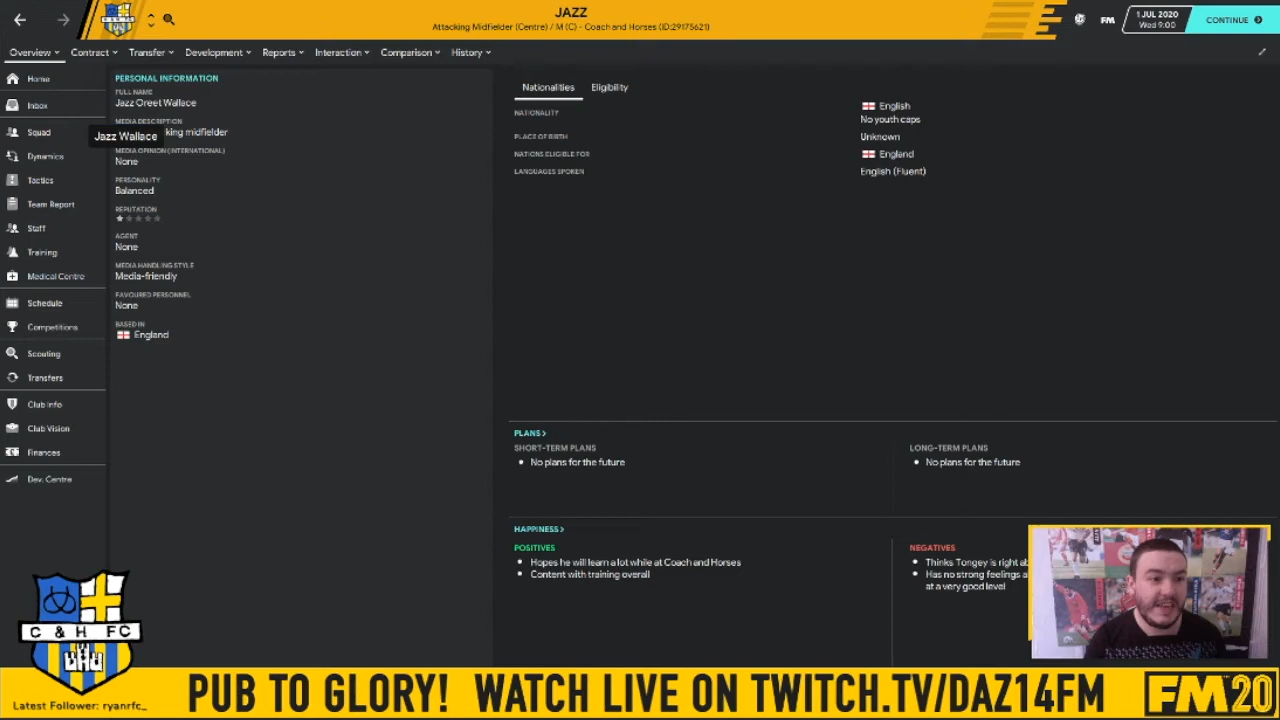 JAZZ
Attacking Midfielder (Centre) / M (C) - Coach and Horses (ID:29175621)
FM
1 JUL 2020
Wed 9:00
CONTINUE
Overview
Contract
Transfer
Development
Reports
Interaction
Comparison
History
Home
Inbox
Squad
Dynamics
Tactics
Team Report
Staff
Training
Medical Centre
Schedule
Competitions
Scouting
Transfers
Club Info
Club Vision
Finances
Dev. Centre
PERSONAL INFORMATION
FULL NAME
Jazz Oreet Wallace
MEDIA DESCRIPTION
king midfielder
Jazz Wallace
MEDIA OPINION (INTERNATIONAL)
None
PERSONALITY
Balanced
REPUTATION
AGENT
None
MEDIA HANDLING STYLE
Media-friendly
FAVOURED PERSONNEL
None
BASED IN
England
Nationalities
Eligibility
NATIONALITY
English
No youth caps
PLACE OF BIRTH
Unknown
NATIONS ELIGIBLE FOR
England
LANGUAGES SPOKEN
English (Fluent)
PLANS >
SHORT-TERM PLANS
• No plans for the future
LONG-TERM PLANS
• No plans for the future
HAPPINESS >
POSITIVES
• Hopes he will learn a lot while at Coach and Horses
• Content with training overall
NEGATIVES
• Thinks Tongey is right
• Has no strong feelings
at a very good level
C & H FC
Latest Follower: ryanrfc_
PUB TO GLORY! WATCH LIVE ON TWITCH.TV/DAZ14FM
FM20